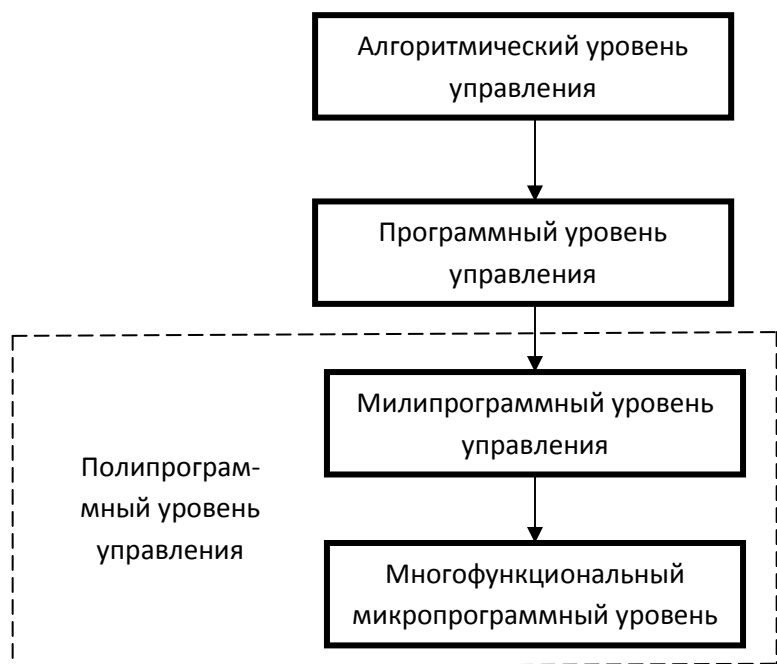 Алгоритмический уровень
управления
Программный уровень
управления
Милипрограммный уровень
управления
Полипрограм-
мный уровень
управления
Многофункциональный
микропрограммный уровень